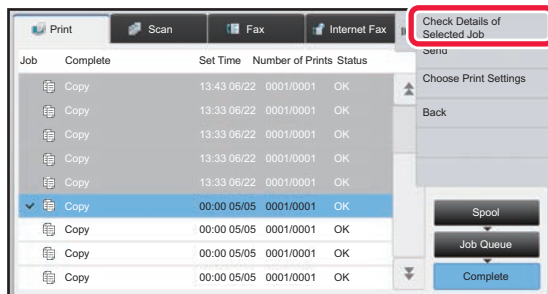 Print Scan Fax Internet Fax
Check Details of
Selected Job
Send
Job Complete Set Time Number of Prints Status
Choose Print Settings
Copy 13:43 06/22 0001/0001 OK
Copy 13:33 06/22 0001/0001 OK
Back
Copy 13:33 06/22 0001/0001 OK
Copy 13:33 06/22 0001/0001 OK
Copy 13:33 06/22 0001/0001 OK
Copy 00:00 05/05 0001/0001 OK
Spool
Copy 00:00 05/05 0001/0001 OK
Copy 00:00 05/05 0001/0001 OK
Job Queue
Copy 00:00 05/05 0001/0001 OK
Complete